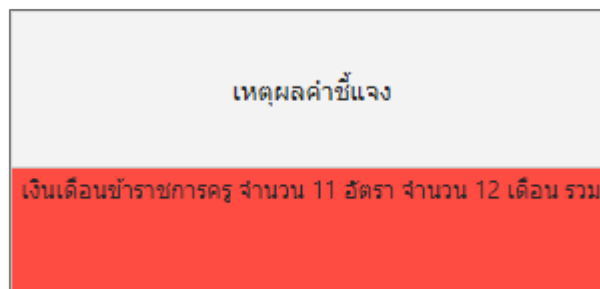 เหตุผลคำชี้แจง
เงินเดือนข้าราชการครู จำนวน 11 อัตรา จำนวน 12 เดือน รวม